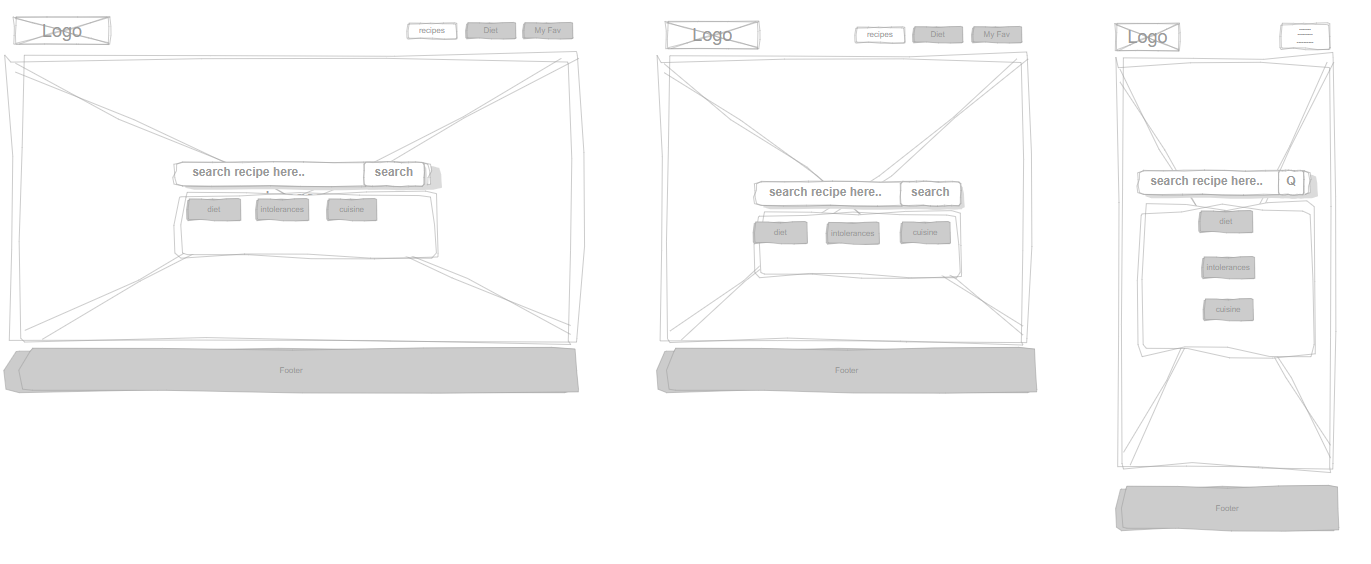 Logo
recipes Diet My Fav
search recipe here.. search
diet intolerances cuisine
Footer
Logo
recipes Diet My Fav
search recipe here.. search
diet intolerances cuisine
Footer
Logo
search recipe here.. Q
diet
intolerances
cuisine
Footer